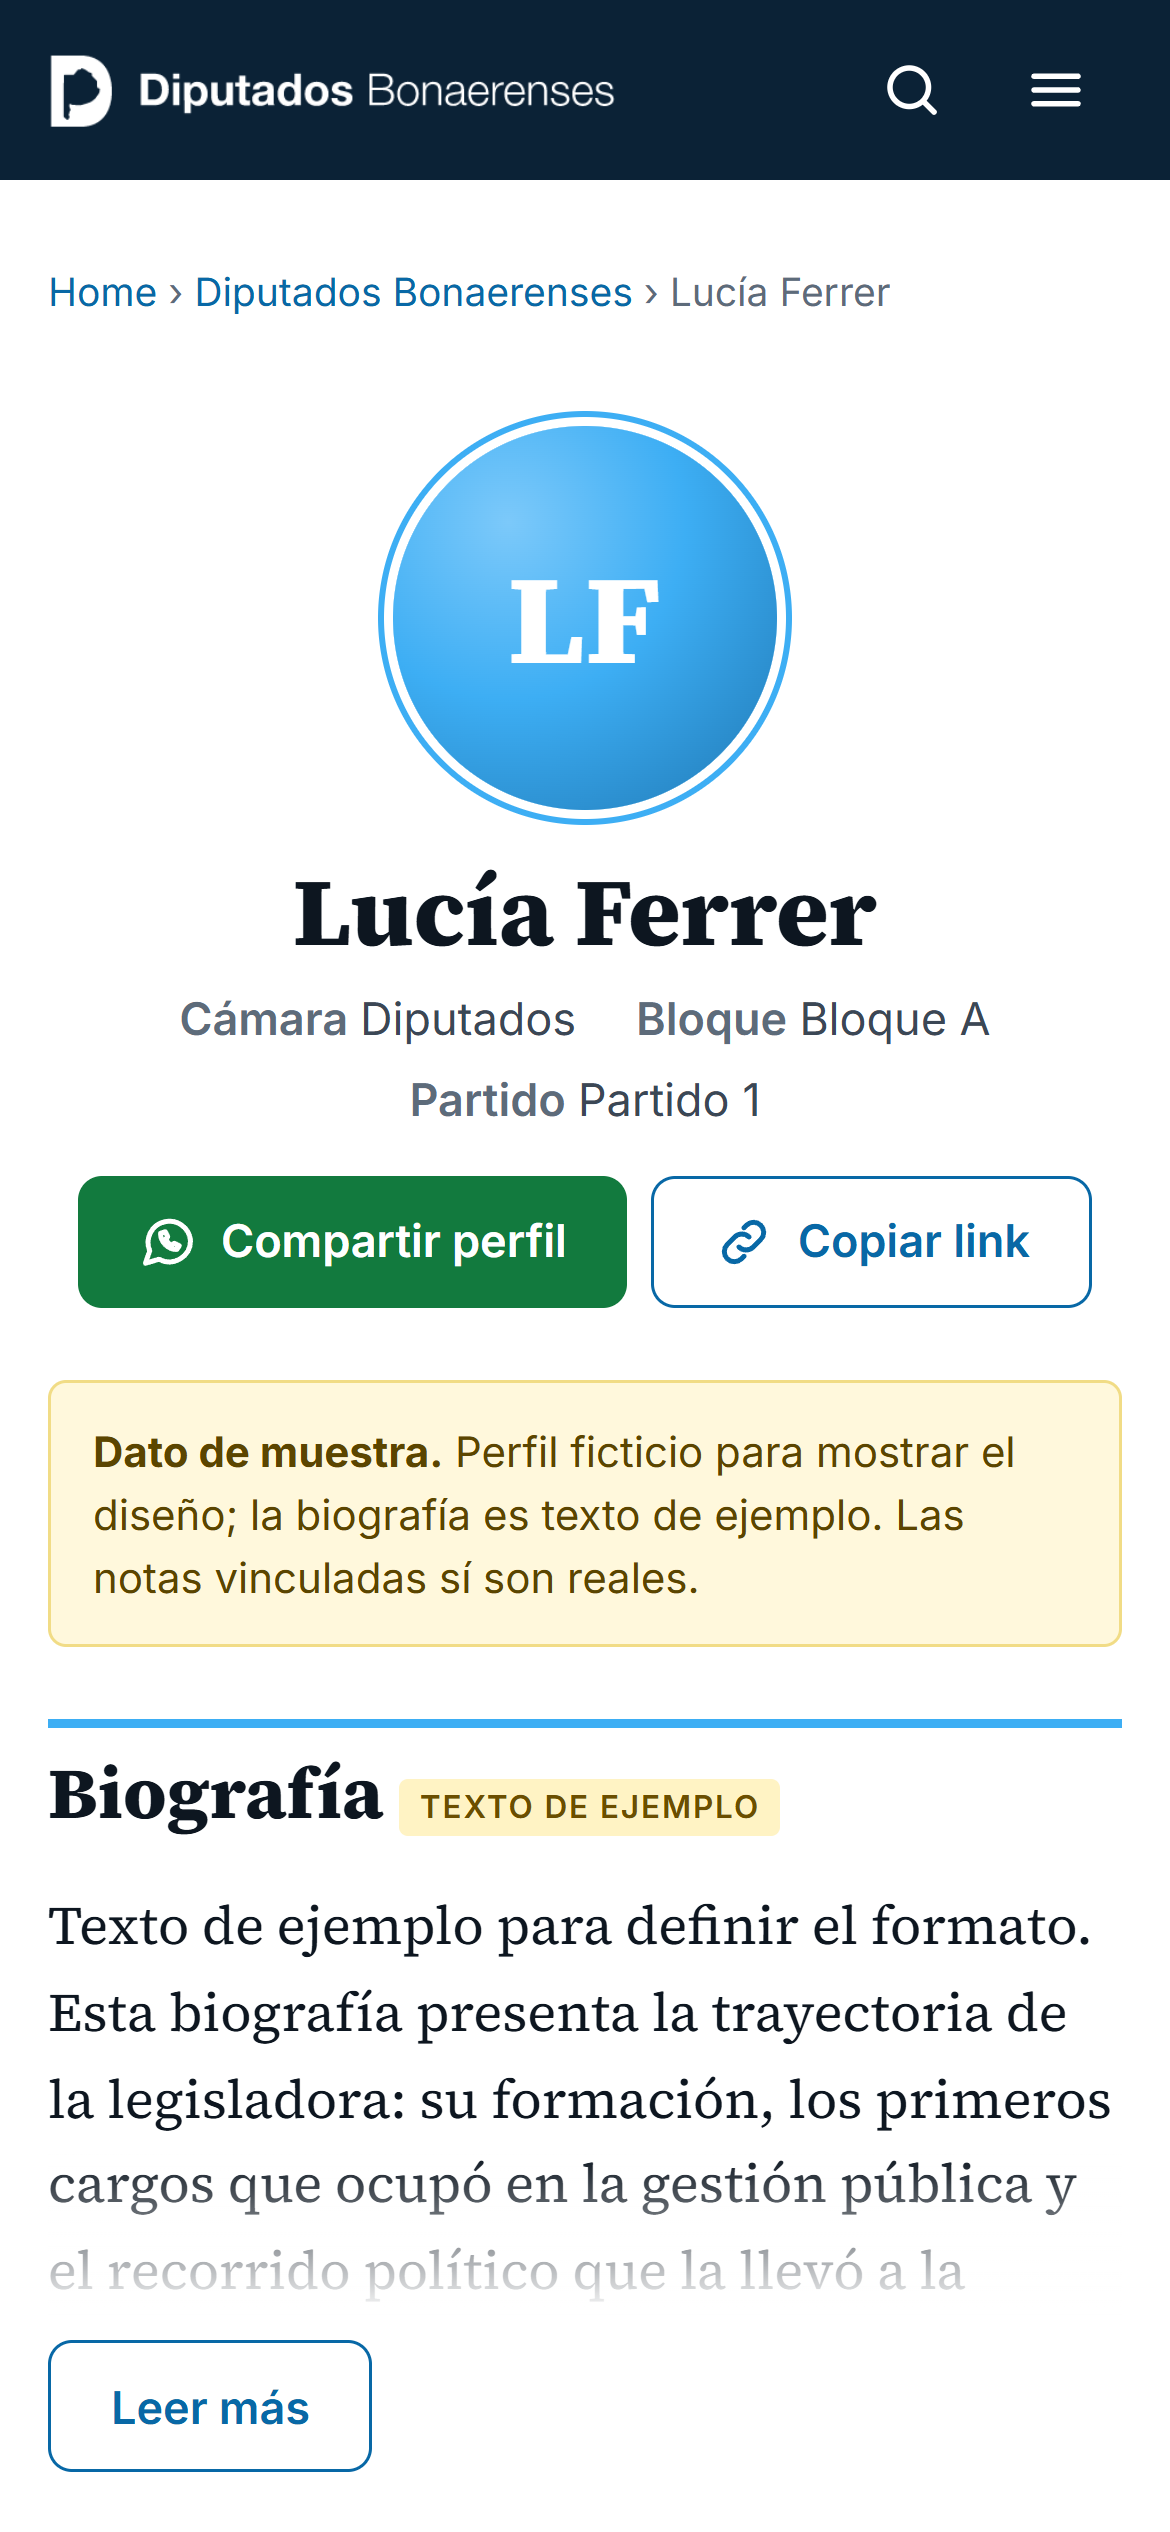 Diputados Bonaerenses
Home › Diputados Bonaerenses › Lucía Ferrer
LF
Lucía Ferrer
Cámara Diputados Bloque Bloque A
Partido Partido 1
Compartir perfil Copiar link
Dato de muestra. Perfil ficticio para mostrar el
diseño; la biografía es texto de ejemplo. Las
notas vinculadas sí son reales.
Biografía TEXTO DE EJEMPLO
Texto de ejemplo para definir el formato.
Esta biografía presenta la trayectoria de
la legisladora: su formación, los primeros
cargos que ocupó en la gestión pública y
el recorrido político que la llevó a la
Leer más